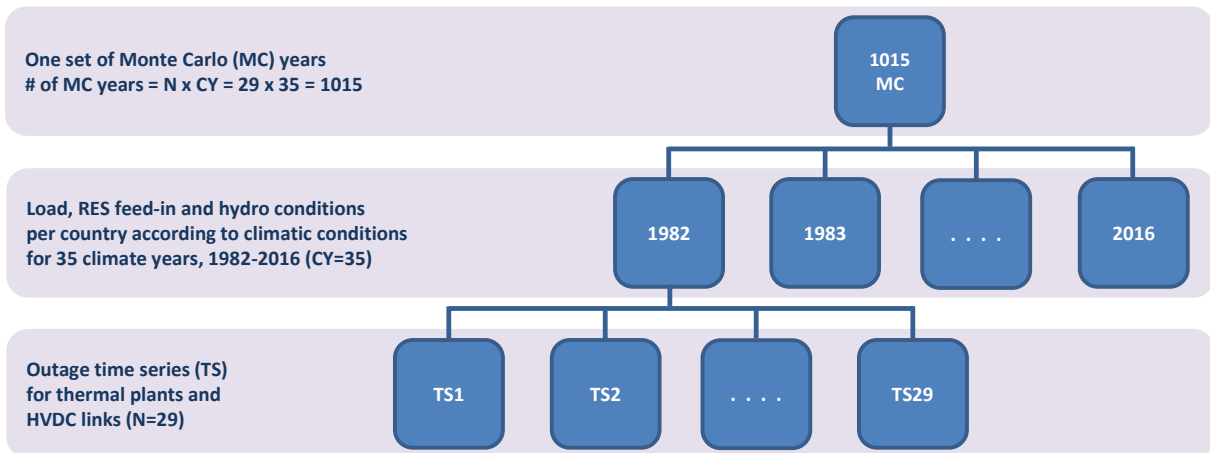 One set of Monte Carlo (MC) years
# of MC years = N x CY = 29 x 35 = 1015
1015
MC
Load, RES feed-in and hydro conditions
per country according to climatic conditions
for 35 climate years, 1982-2016 (CY=35)
1982
1983
. . . .
2016
Outage time series (TS)
for thermal plants and
HVDC links (N=29)
TS1
TS2
. . . .
TS29